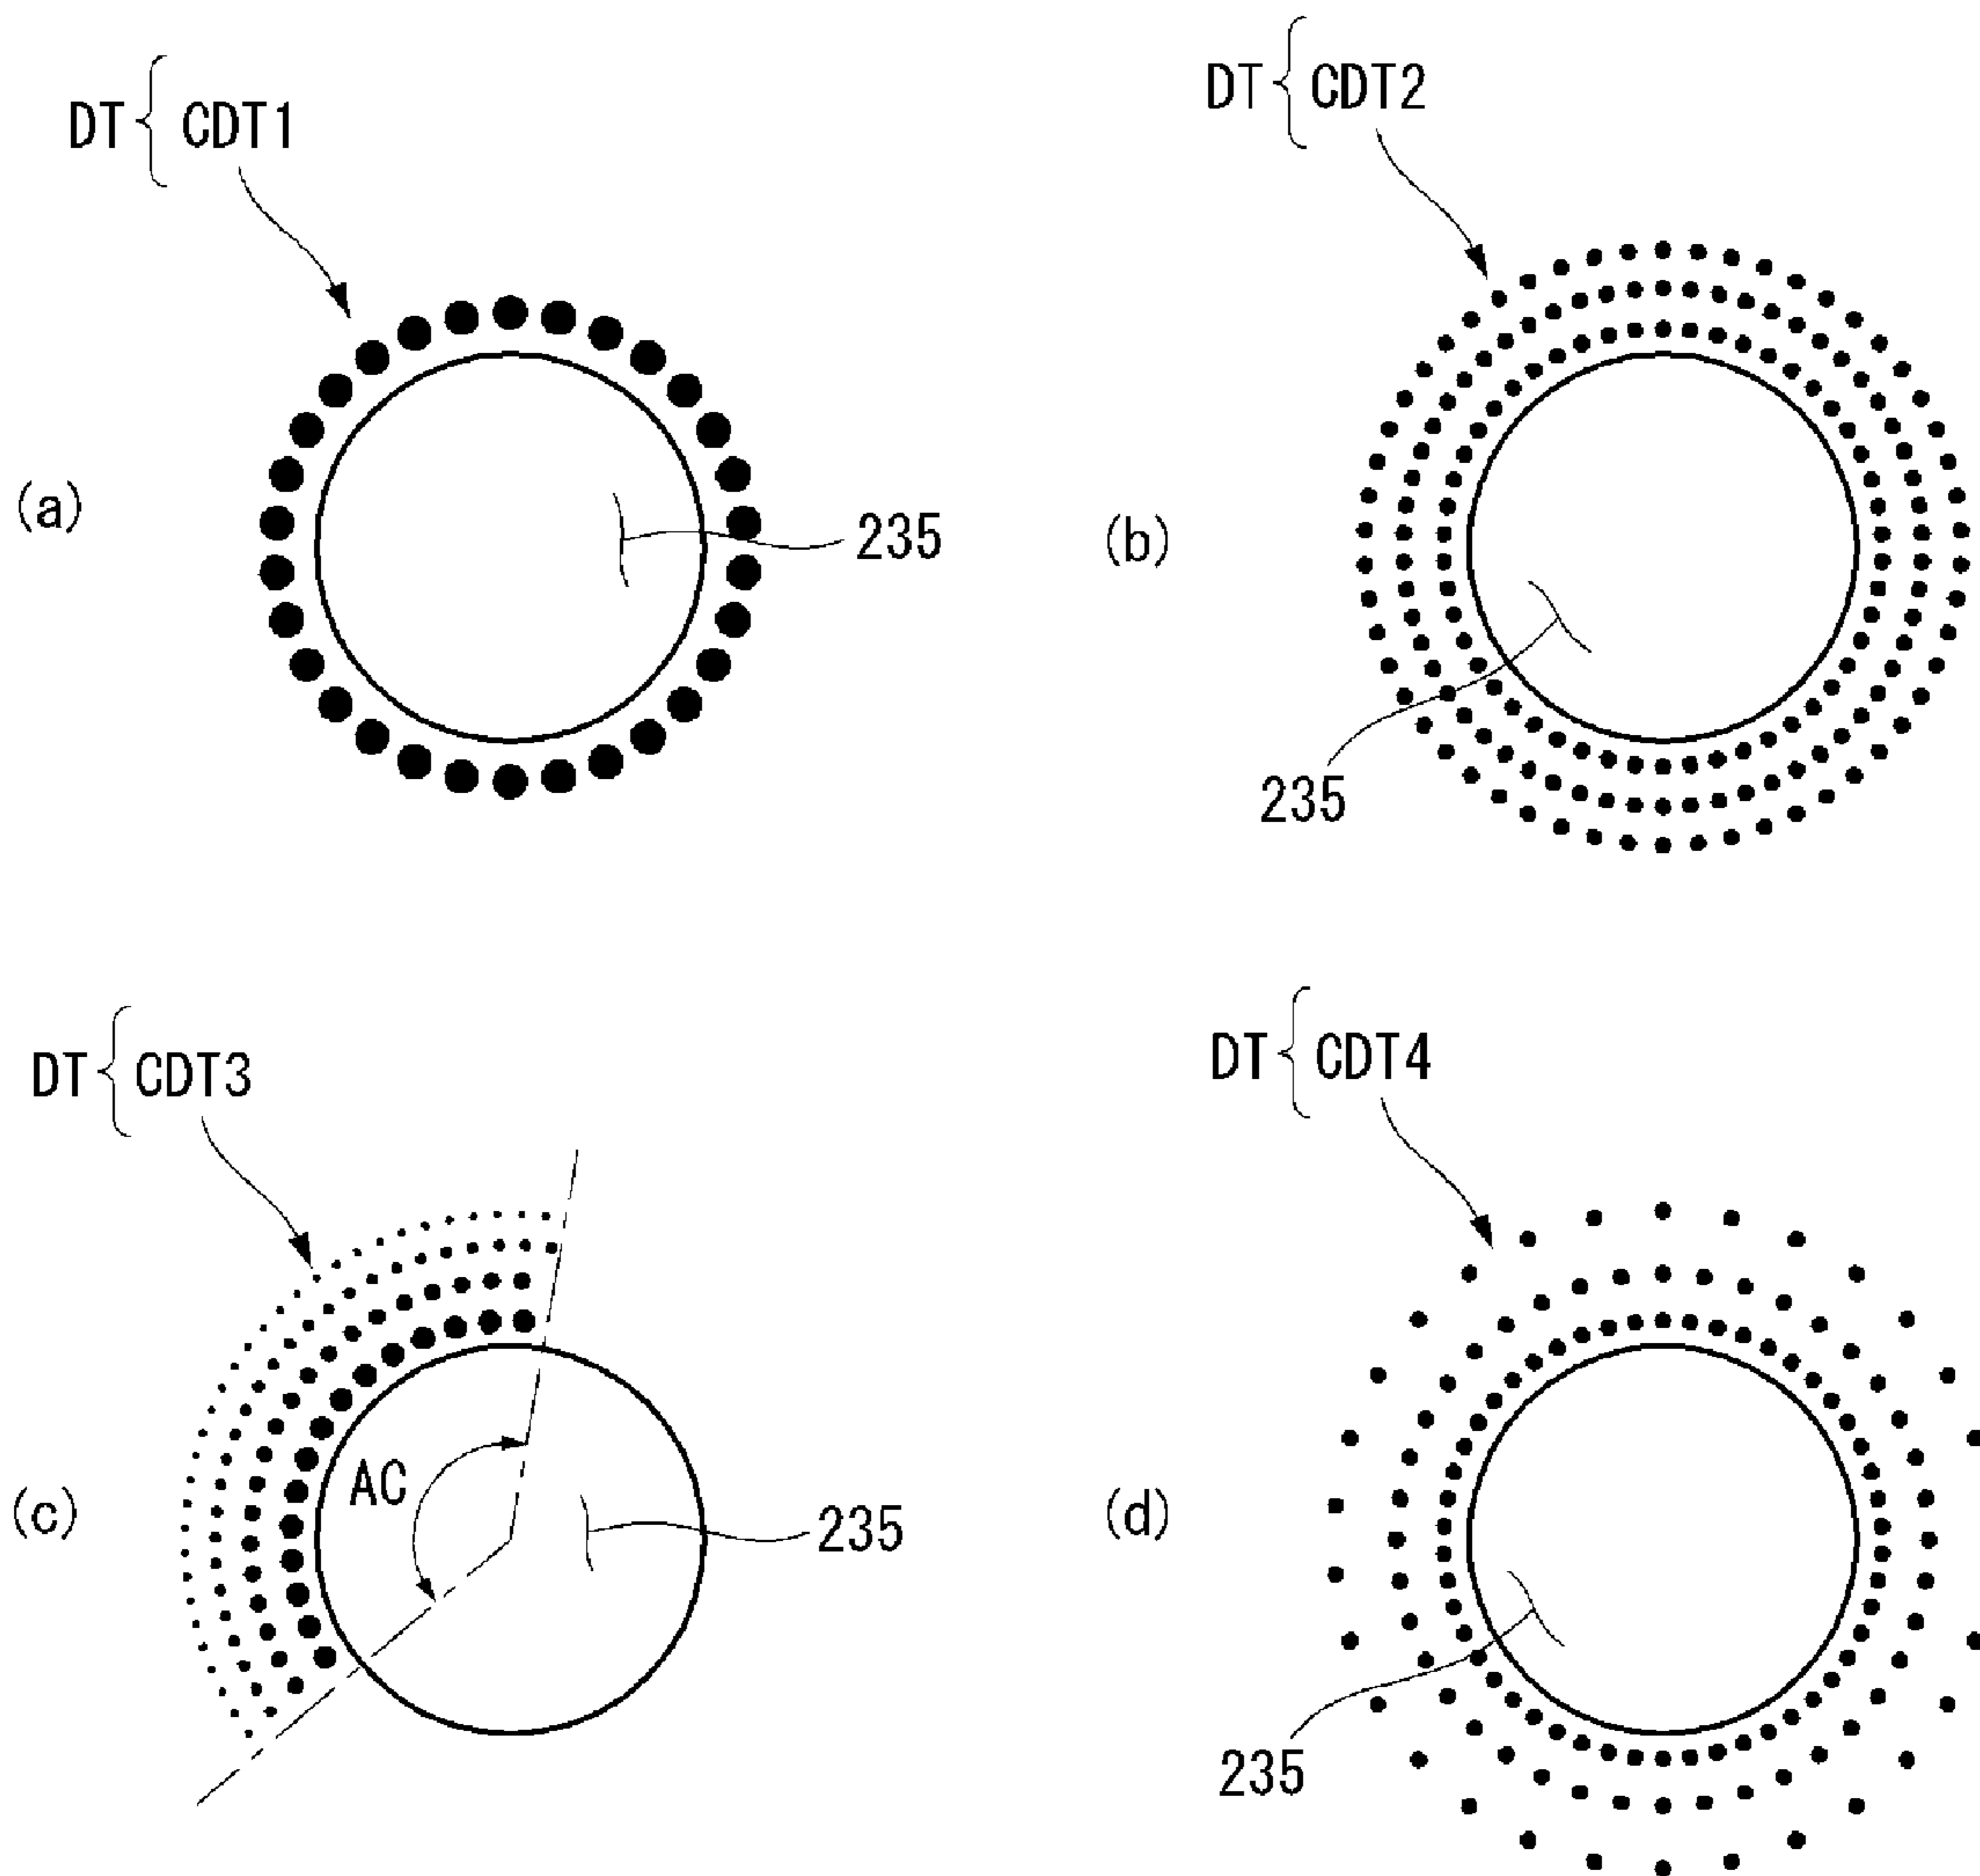 DT { CDT1
DT { CDT2
(a)
235
(b)
235
DT { CDT3
DT { CDT4
AC
(c)
235
(d)
235